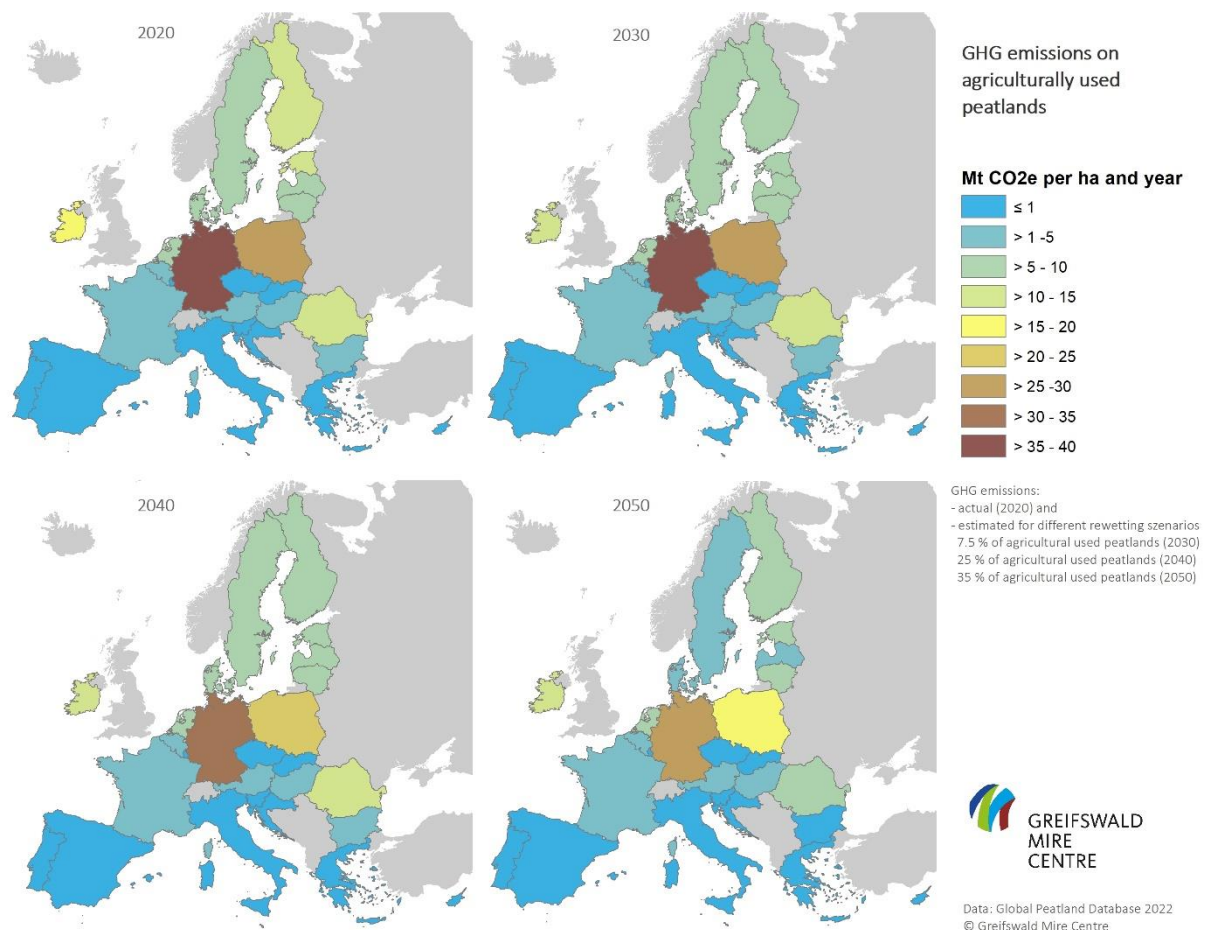 2020
2030
GHG emissions on
agriculturally used
peatlands
Mt CO2e per ha and year
≤ 1
> 1 -5
> 5 - 10
> 10 - 15
> 15 - 20
> 20 - 25
> 25 -30
> 30 - 35
> 35 - 40
2040
2050
GHG emissions:
- actual (2020) and
- estimated for different rewetting szenarios
7.5 % of agricultural used peatlands (2030)
25 % of agricultural used peatlands (2040)
35 % of agricultural used peatlands (2050)
GREIFSWALD
MIRE
CENTRE
Data: Global Peatland Database 2022
© Greifswald Mire Centre